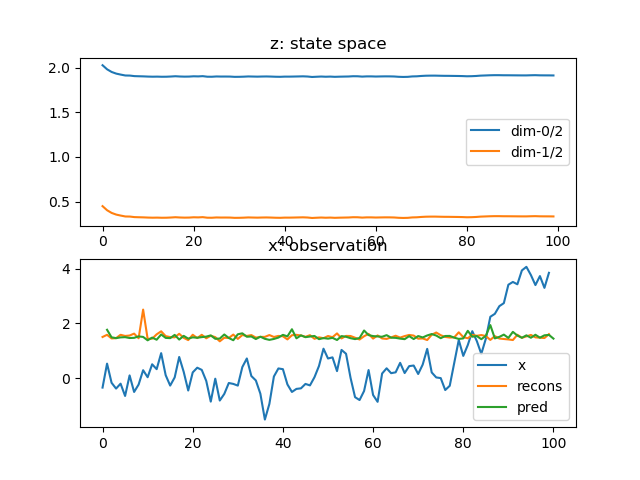 z: state space
2.0
1.5
1.0
0.5
dim-0/2
dim-1/2
0 20 40 60 80 100
x: observation
4
2
0
x
recons
pred
0 20 40 60 80 100